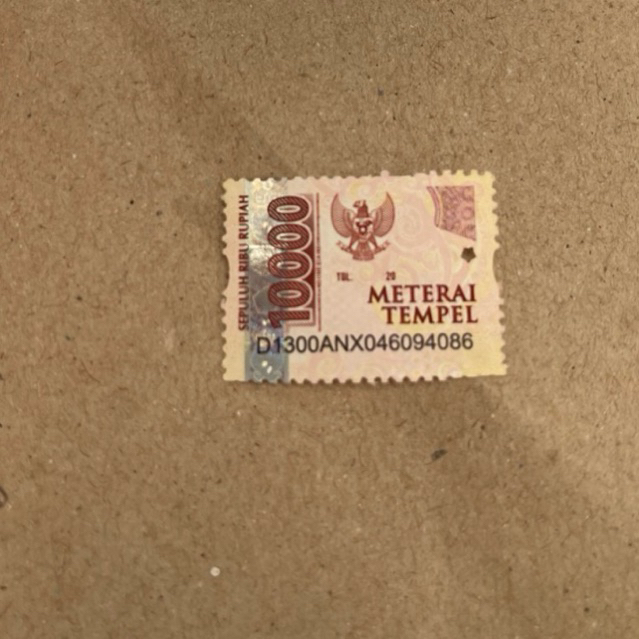 SEPULUH RIBU RUPIAH
10000
TGL. 20
METERAI
TEMPEL
D1300ANX046094086